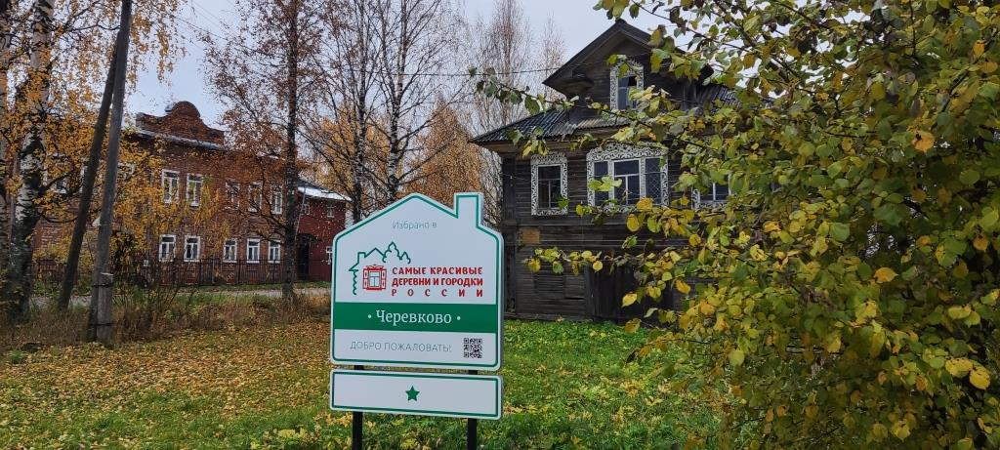 Избрано в
САМЫЕ КРАСИВЫЕ
ДЕРЕВНИ И ГОРОДКИ
РОССИИ
· Черевково ·
ДОБРО ПОЖАЛОВАТЬ!